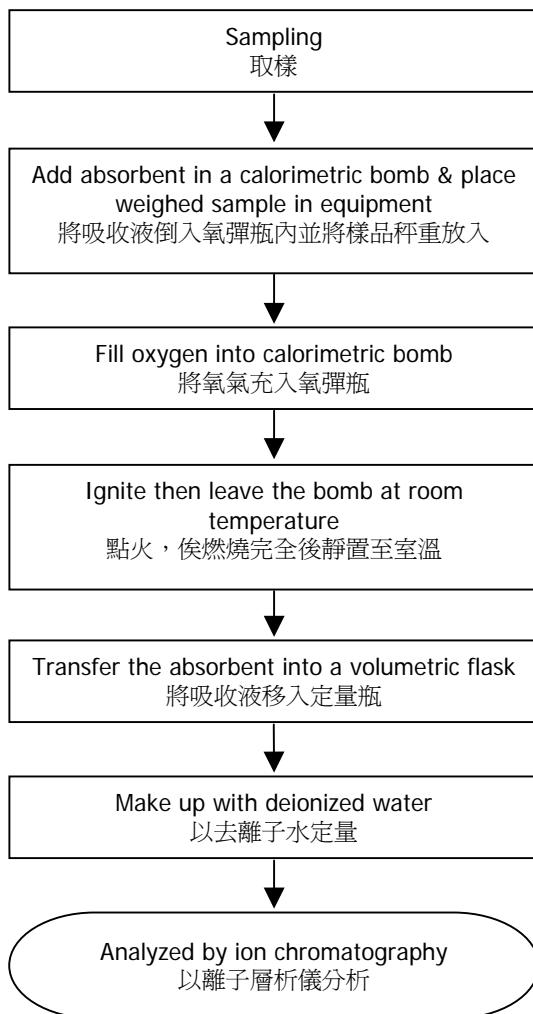 Sampling
取樣
Add absorbent in a calorimetric bomb & place
weighed sample in equipment
將吸收液倒入氧彈瓶內並將樣品秤重放入
Fill oxygen into calorimetric bomb
將氧氣充入氧彈瓶
Ignite then leave the bomb at room
temperature
點火，俟燃燒完全後靜置至室溫
Transfer the absorbent into a volumetric flask
將吸收液移入定量瓶
Make up with deionized water
以去離子水定量
Analyzed by ion chromatography
以離子層析儀分析